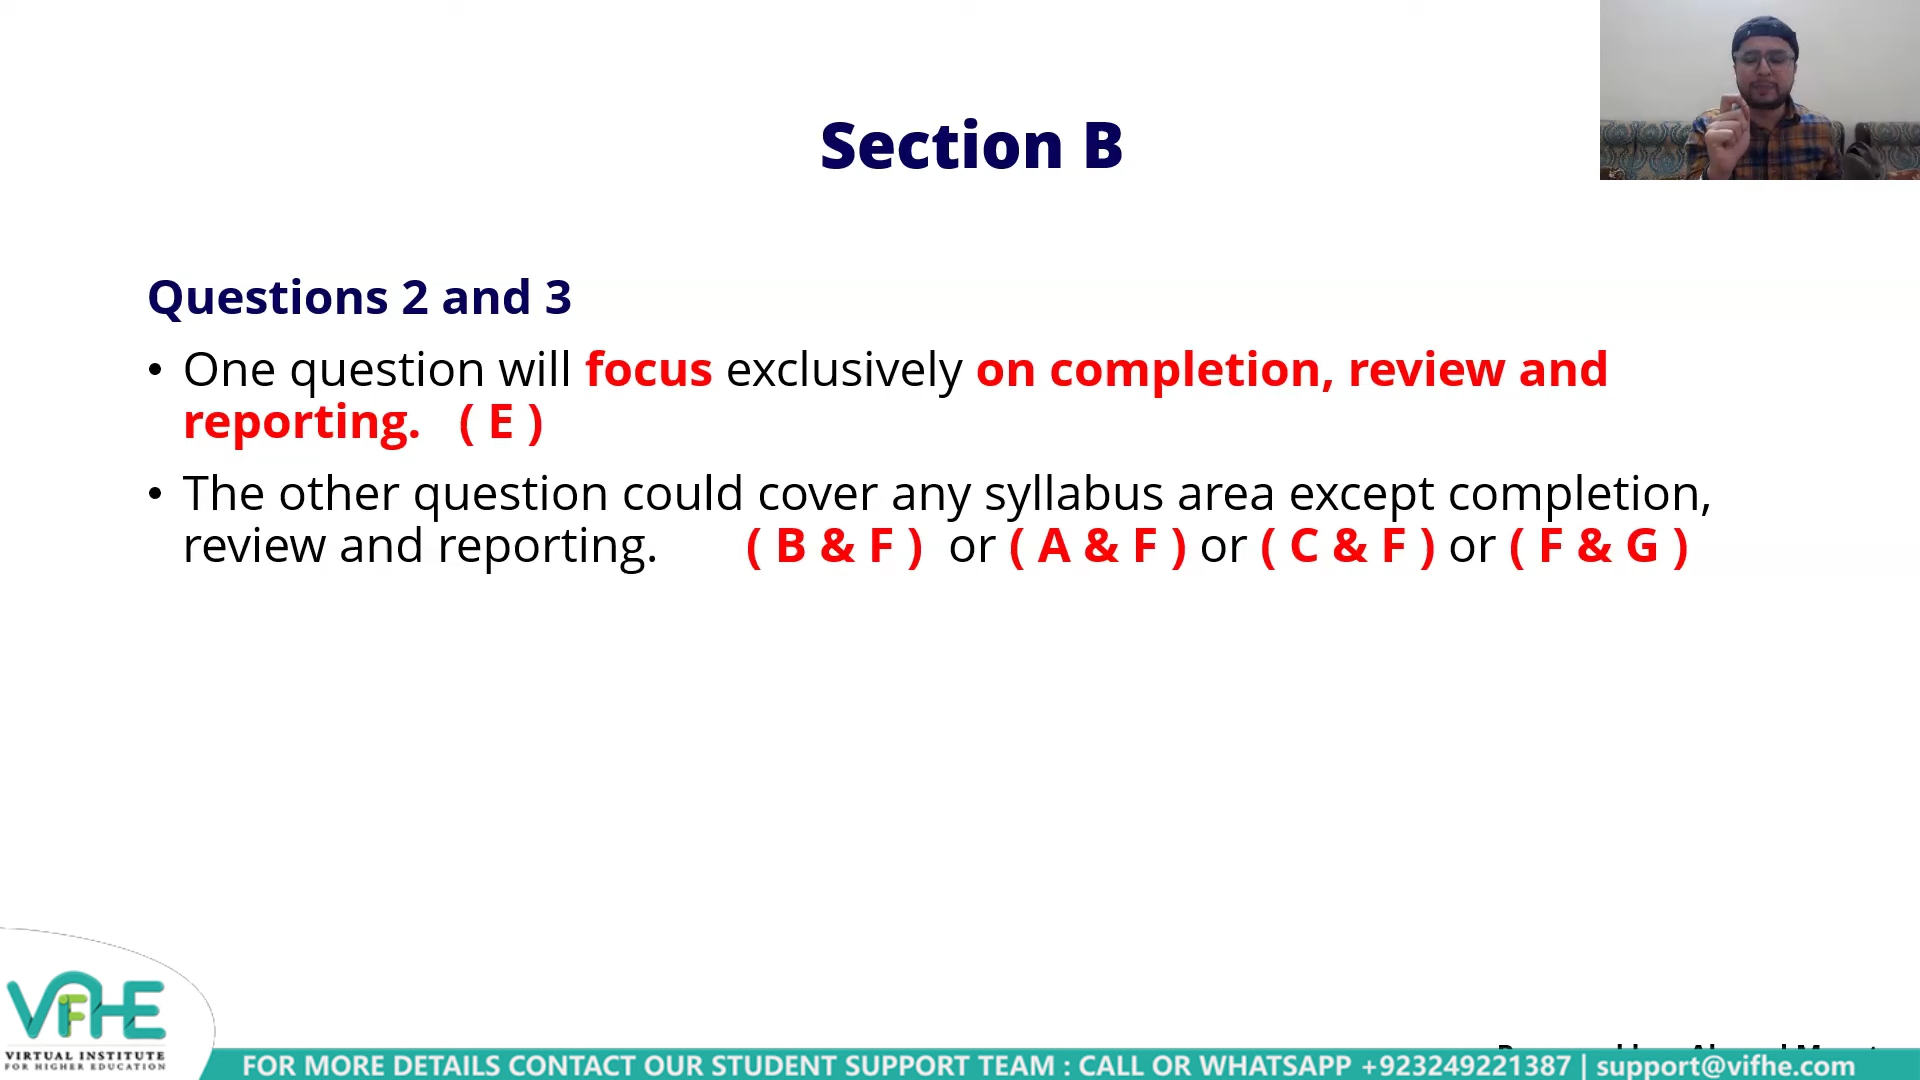 Section B
Questions 2 and 3
• One question will focus exclusively on completion, review and
reporting. ( E )
• The other question could cover any syllabus area except completion,
review and reporting. ( B & F ) or ( A & F ) or ( C & F ) or ( F & G )
VIFHE
VIRTUAL INSTITUTE
FOR HIGHER EDUCATION
FOR MORE DETAILS CONTACT OUR STUDENT SUPPORT TEAM : CALL OR WHATSAPP +923249221387 | support@vifhe.com